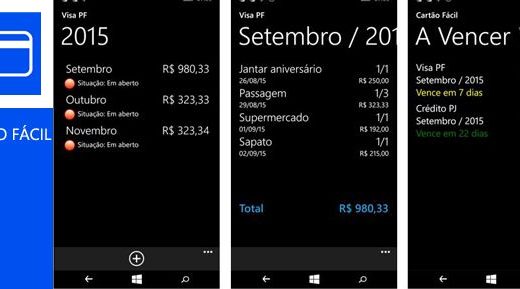 O FÁCIL
Visa PF
2015
Setembro R$ 980,33
Situação: Em aberto
Outubro R$ 323,33
Situação: Em aberto
Novembro R$ 323,34
Situação: Em aberto
Visa PF
Setembro / 201
Jantar aniversário 1/1
26/08/15 R$ 250,00
Passagem 1/3
29/08/15 R$ 323,33
Supermercado 1/1
01/09/15 R$ 192,00
Sapato 1/1
02/09/15 R$ 215,00
Total R$ 980,33
Cartão Fácil
A Vencer
Visa PF
Setembro / 2015
Vence em 7 dias
Crédito PJ
Setembro / 2015
Vence em 22 dias